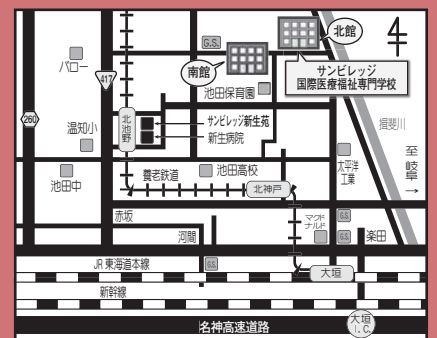 北館
G.S.
南館
サンビレッジ
国際医療福祉専門学校
バロー
417
池田保育園
260
温知小
北池野
サンビレッジ新生苑
新生病院
揖斐川
至岐阜→
太平洋
工業
池田中
養老鉄道
池田高校
北神戸
赤坂
マクド
ナルド
G.S.
河間
G.S.
楽田
JR東海道本線
G.S.
大垣
新幹線
名神高速道路
大垣
I.C.